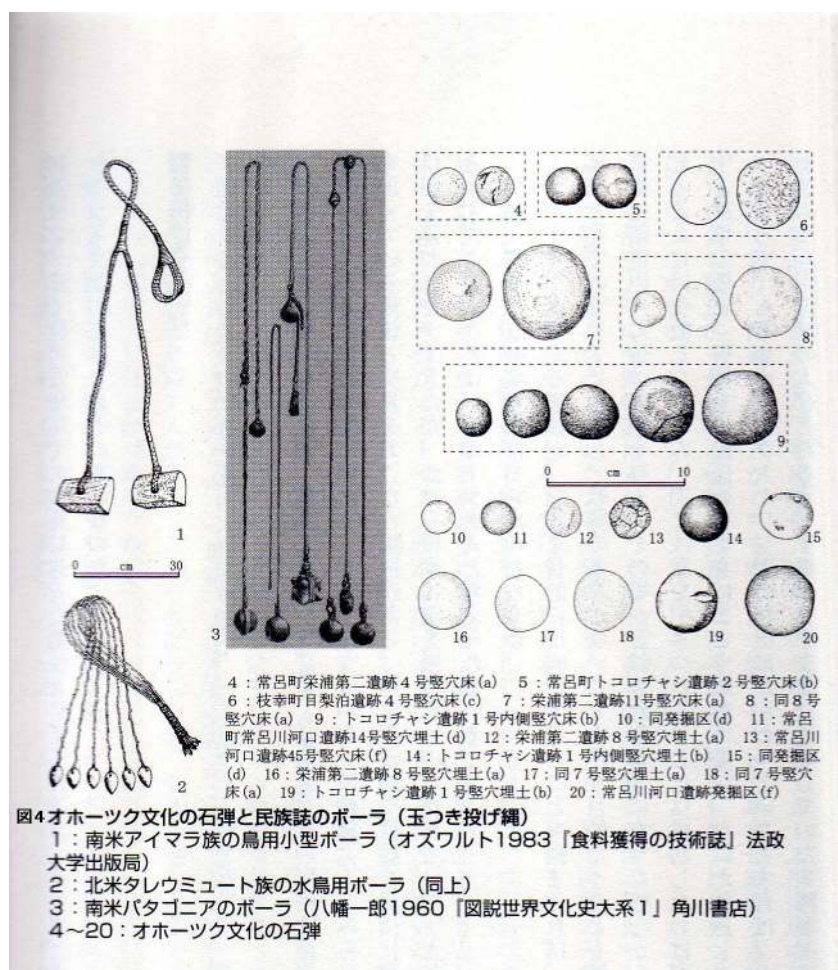 1
0 cm 30
2
3
4
5
6
7
8
9
0 cm 10
10 11 12 13 14 15
16 17 18 19 20
4：常呂町栄浦第二遺跡４号竪穴床(a)　5：常呂町トコロチャシ遺跡２号竪穴床(b)
6：枝幸町目梨泊遺跡４号竪穴床(c)　7：栄浦第二遺跡11号竪穴床(a)　8：同８号
竪穴床(a)　9：トコロチャシ遺跡１号内側竪穴床(b)　10：同発掘区(d)　11：常呂
町常呂川河口遺跡14号竪穴埋土(d)　12：栄浦第二遺跡８号竪穴埋土(a)　13：常呂川
河口遺跡45号竪穴床(f)　14：トコロチャシ遺跡１号内側竪穴埋土(b)　15：同発掘区
(d)　16：栄浦第二遺跡８号竪穴埋土(a)　17：同７号竪穴埋土(a)　18：同７号竪穴
床(a)　19：トコロチャシ遺跡１号竪穴埋土(b)　20：常呂川河口遺跡発掘区(f)
図4オホーツク文化の石弾と民族誌のボーラ（玉つき投げ縄）
1：南米アイマラ族の鳥用小型ボーラ（オズワルト1983『食料獲得の技術誌』法政
大学出版局）
2：北米タレウミュート族の水鳥用ボーラ（同上）
3：南米パタゴニアのボーラ（八幡一郎1960『図説世界文化史大系１』角川書店）
4～20：オホーツク文化の石弾